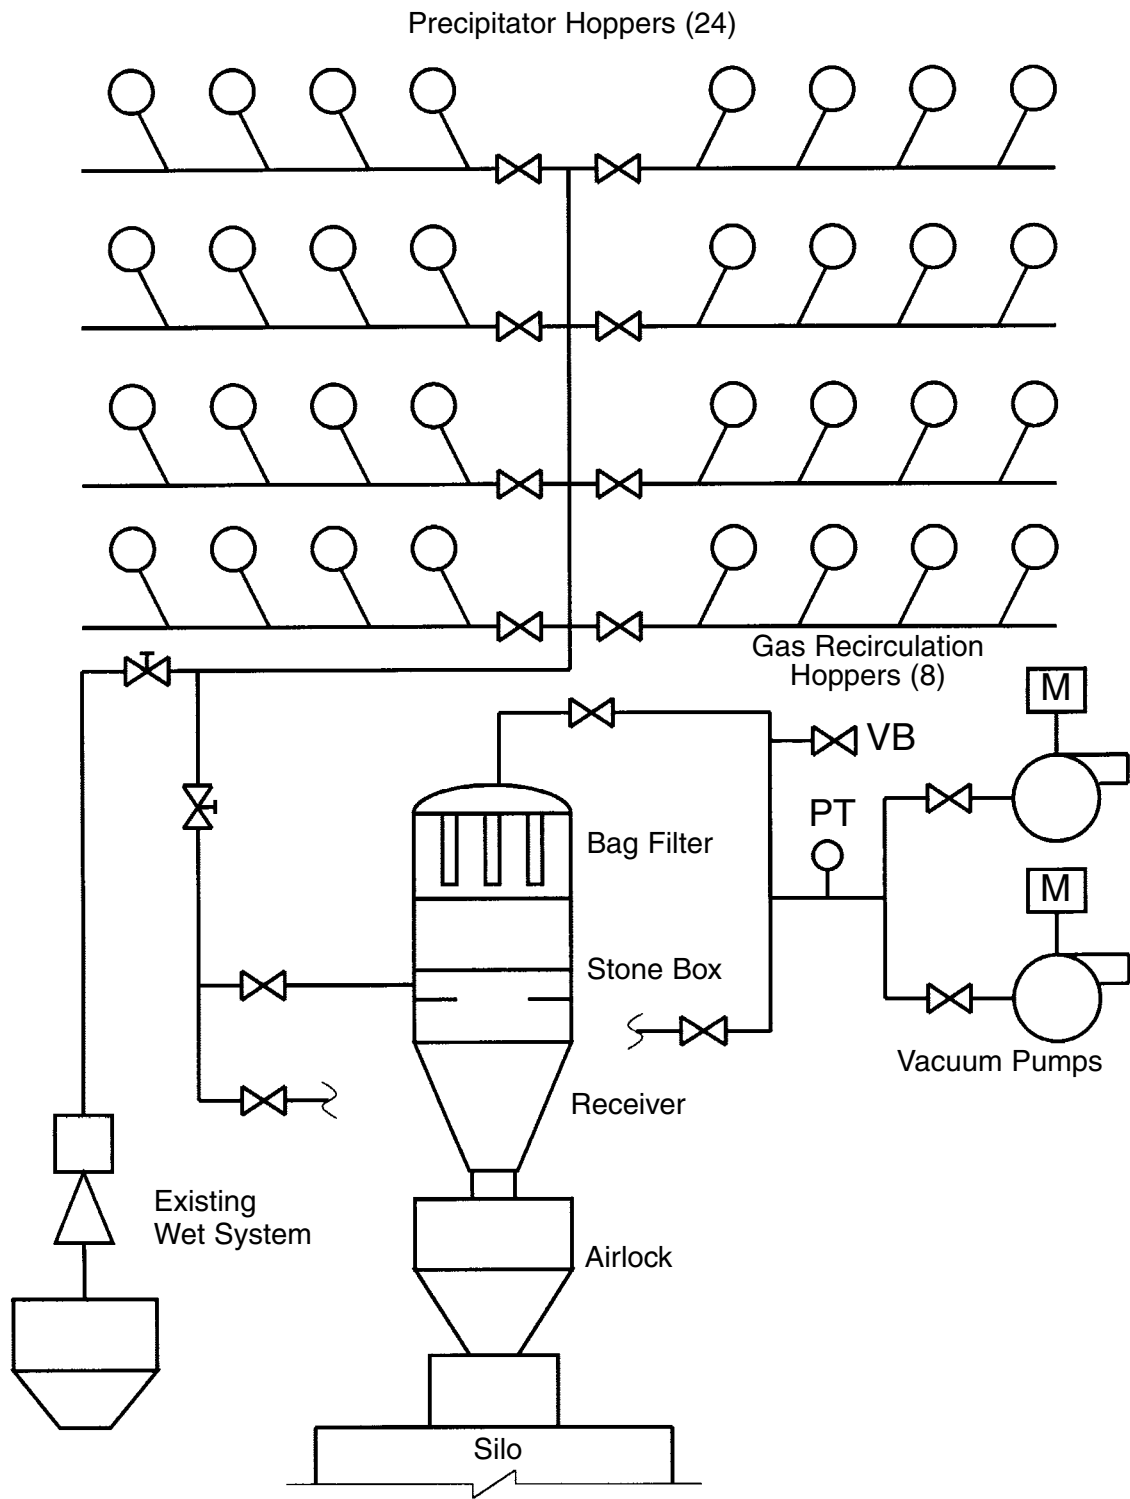 Precipitator Hoppers (24)
Gas Recirculation
Hoppers (8)
M
VB
PT
Bag Filter
M
Stone Box
Vacuum Pumps
Receiver
Existing
Wet System
Airlock
Silo